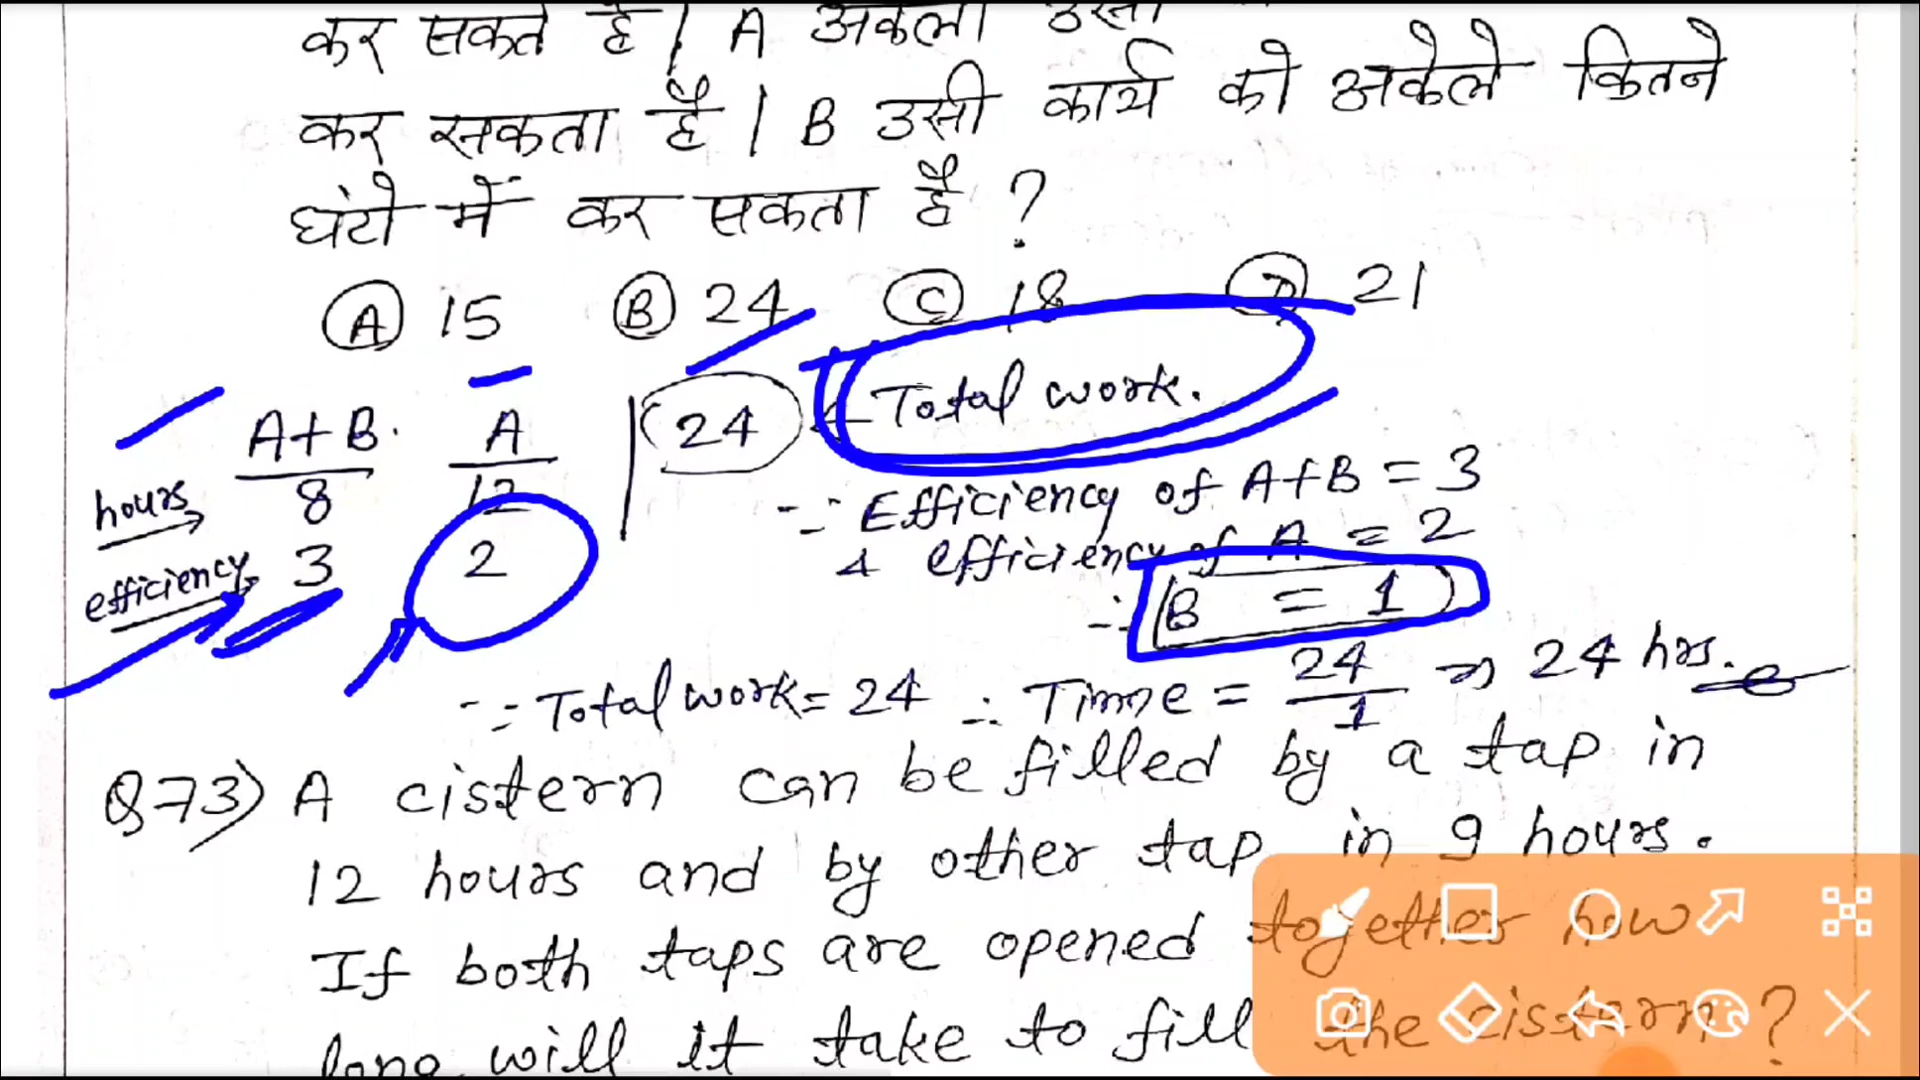 कर सकते है | A अकेला उसी
कर सकता है | B उसी कार्य को अकेले कितने
घंटो में कर सकता है ?
Ⓐ 15 Ⓑ 24 Ⓒ 18 Ⓓ 21
A+B. A 24 ← Total work.
hours 8 12
∵ Efficiency of A+B = 3
efficiency 3 2
& efficiency of A = 2
∴ B = 1
∵ Total work = 24 ∴ Time = 24/1 ⇒ 24 hrs.
Q73) A cistern can be filled by a tap in
12 hours and by other tap in 9 hours.
If both taps are opened together how
long will it take to fill the cistern ?